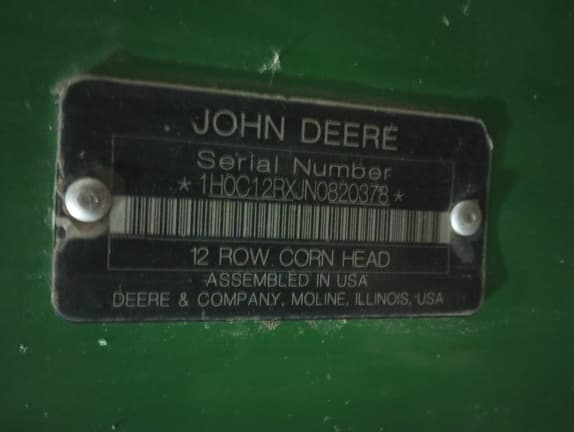 JOHN DEERE
Serial Number
*1H0C12RXJN0820378*
12 ROW CORN HEAD
ASSEMBLED IN USA
DEERE & COMPANY, MOLINE, ILLINOIS, USA